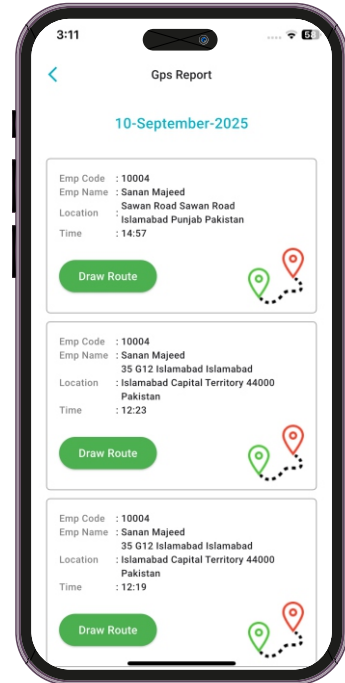 3:11
58
Gps Report
10-September-2025
Emp Code : 10004
Emp Name : Sanan Majeed
Location : Sawan Road Sawan Road
Islamabad Punjab Pakistan
Time : 14:57
Draw Route
Emp Code : 10004
Emp Name : Sanan Majeed
35 G12 Islamabad Islamabad
Location : Islamabad Capital Territory 44000
Pakistan
Time : 12:23
Draw Route
Emp Code : 10004
Emp Name : Sanan Majeed
35 G12 Islamabad Islamabad
Location : Islamabad Capital Territory 44000
Pakistan
Time : 12:19
Draw Route